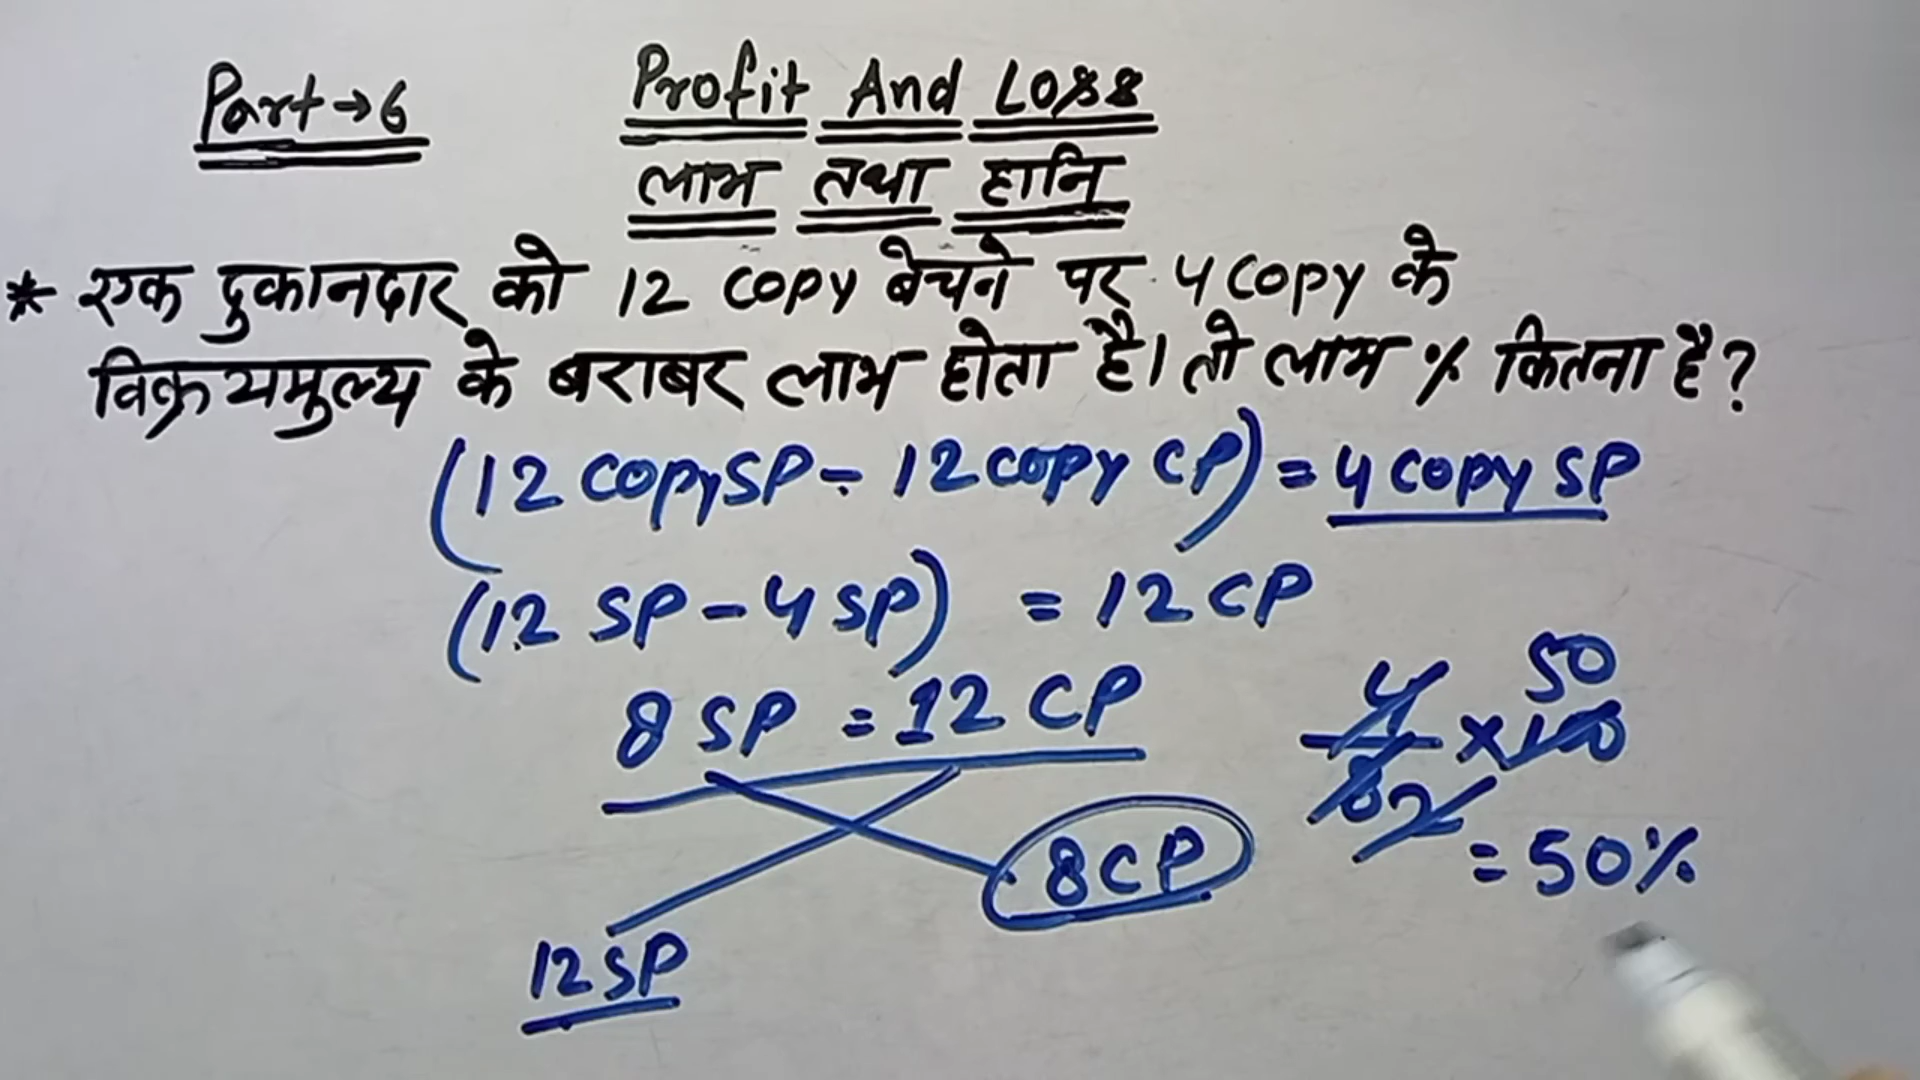 Part→6
Profit And Loss
लाभ तथा हानि
* एक दुकानदार को 12 copy बेचने पर 4 copy के
विक्रयमुल्य के बराबर लाभ होता है। तो लाभ % कितना है?
(12 copy SP - 12 copy CP) = 4 copy SP
(12 SP - 4 SP) = 12 CP
8 SP = 12 CP
8 CP
12 SP
4/8 2 × 100 50
= 50%